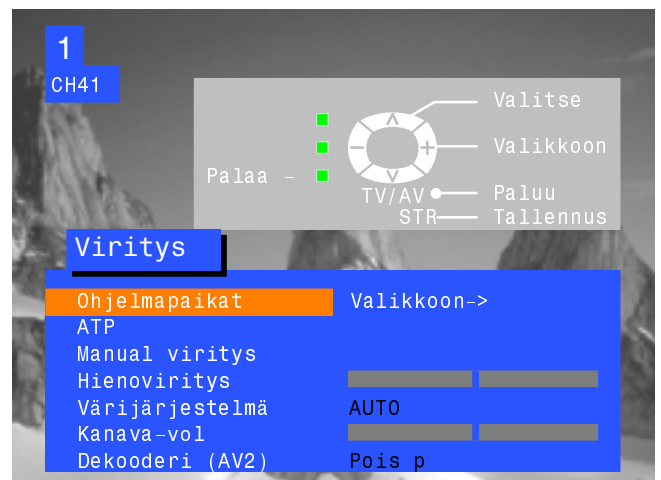 1
CH41
Valitse
Valikkoon
Palaa -
TV/AV Paluu
STR Tallennus
Viritys
Ohjelmapaikat Valikkoon->
ATP
Manual viritys
Hienoviritys
Värijärjestelmä AUTO
Kanava-vol
Dekooderi (AV2) Pois p